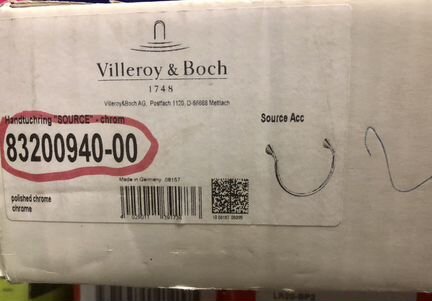 Villeroy & Boch
1748
Villeroy&Boch AG, Postfach 1120, D-66688 Mettlach
Handtuchring "SOURCE" - chrom
Source Acc
83200940-00
2
Made in Germany
polished chrome
chrome